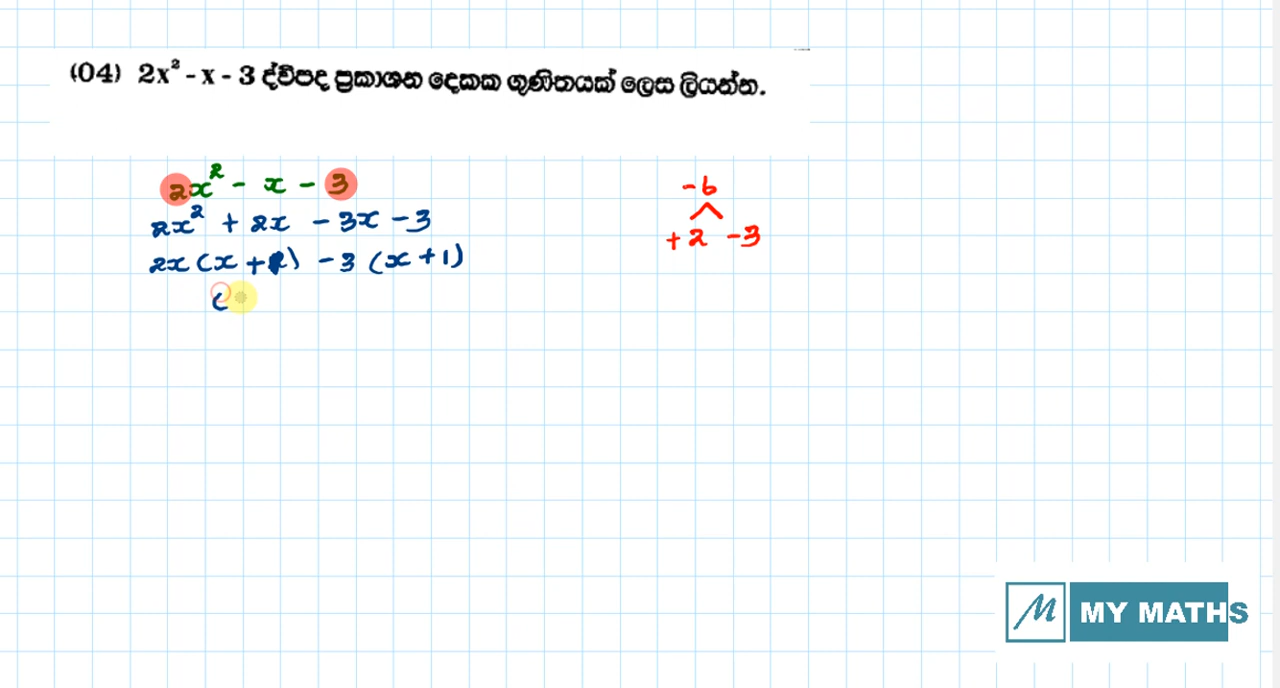 (04) 2x² - x - 3 ද්විපද ප්‍රකාශන දෙකක ගුණිතයක් ලෙස ලියන්න.
2x² - x - 3
2x² + 2x - 3x - 3
2x (x + 1) - 3 (x + 1)
(
-6
+2 -3
M MY MATHS